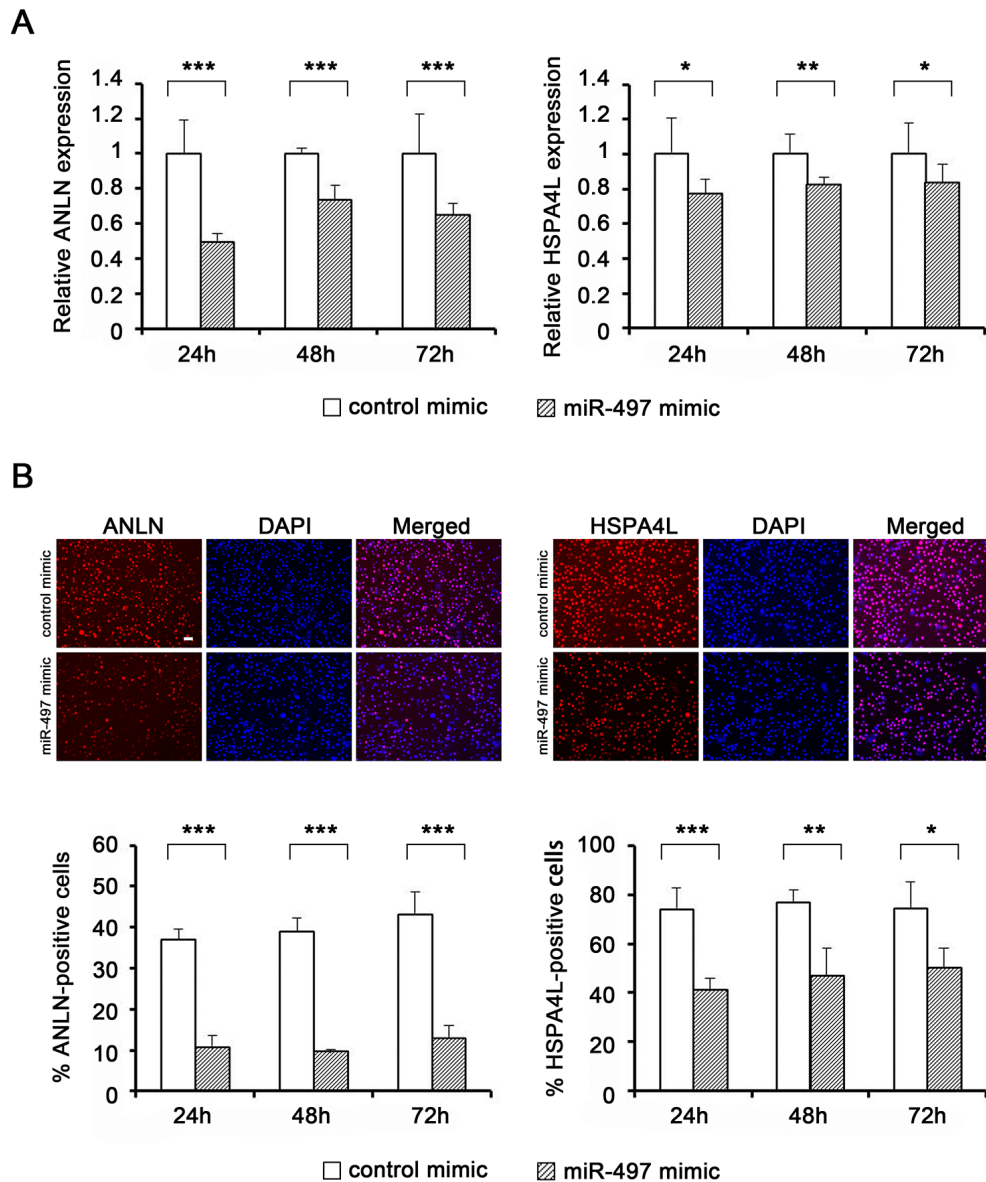 A
*** *** ***
Relative ANLN expression
1.4
1.2
1
0.8
0.6
0.4
0.2
0
24h 48h 72h
* ** *
Relative HSPA4L expression
1.4
1.2
1
0.8
0.6
0.4
0.2
0
24h 48h 72h
control mimic miR-497 mimic
B
ANLN DAPI Merged
control mimic
miR-497 mimic
HSPA4L DAPI Merged
control mimic
miR-497 mimic
*** *** ***
% ANLN-positive cells
60
50
40
30
20
10
0
24h 48h 72h
*** ** *
% HSPA4L-positive cells
100
80
60
40
20
0
24h 48h 72h
control mimic miR-497 mimic